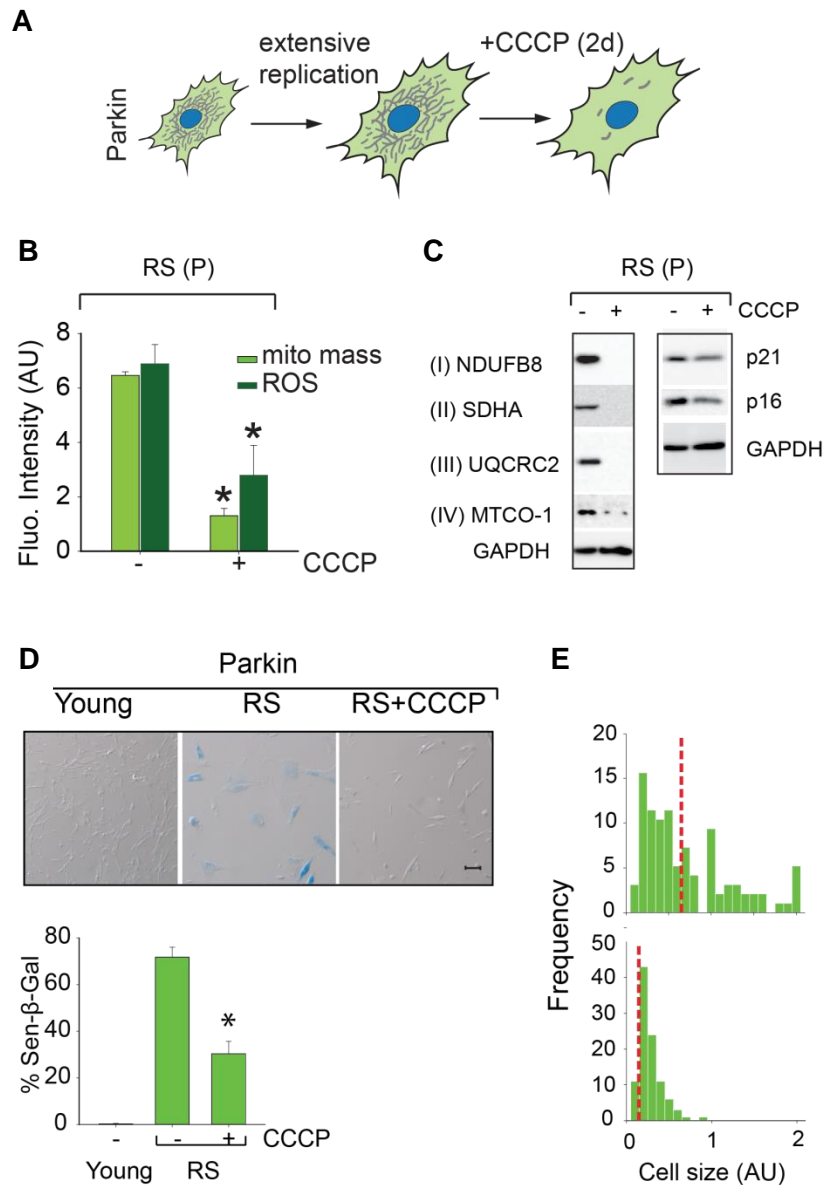 A
extensive
replication
+CCCP (2d)
Parkin
B
RS (P)
8
6
4
2
0
Fluo. Intensity (AU)
mito mass
ROS
*
*
-
+
CCCP
C
RS (P)
- + - + CCCP
(I) NDUFB8
(II) SDHA
(III) UQCRC2
(IV) MTCO-1
GAPDH
p21
p16
GAPDH
D
Parkin
Young RS RS+CCCP
80
60
40
20
0
% Sen-β-Gal
*
- - + CCCP
Young RS
E
20
15
10
5
0
50
40
30
20
10
0
Frequency
0 1 2
Cell size (AU)